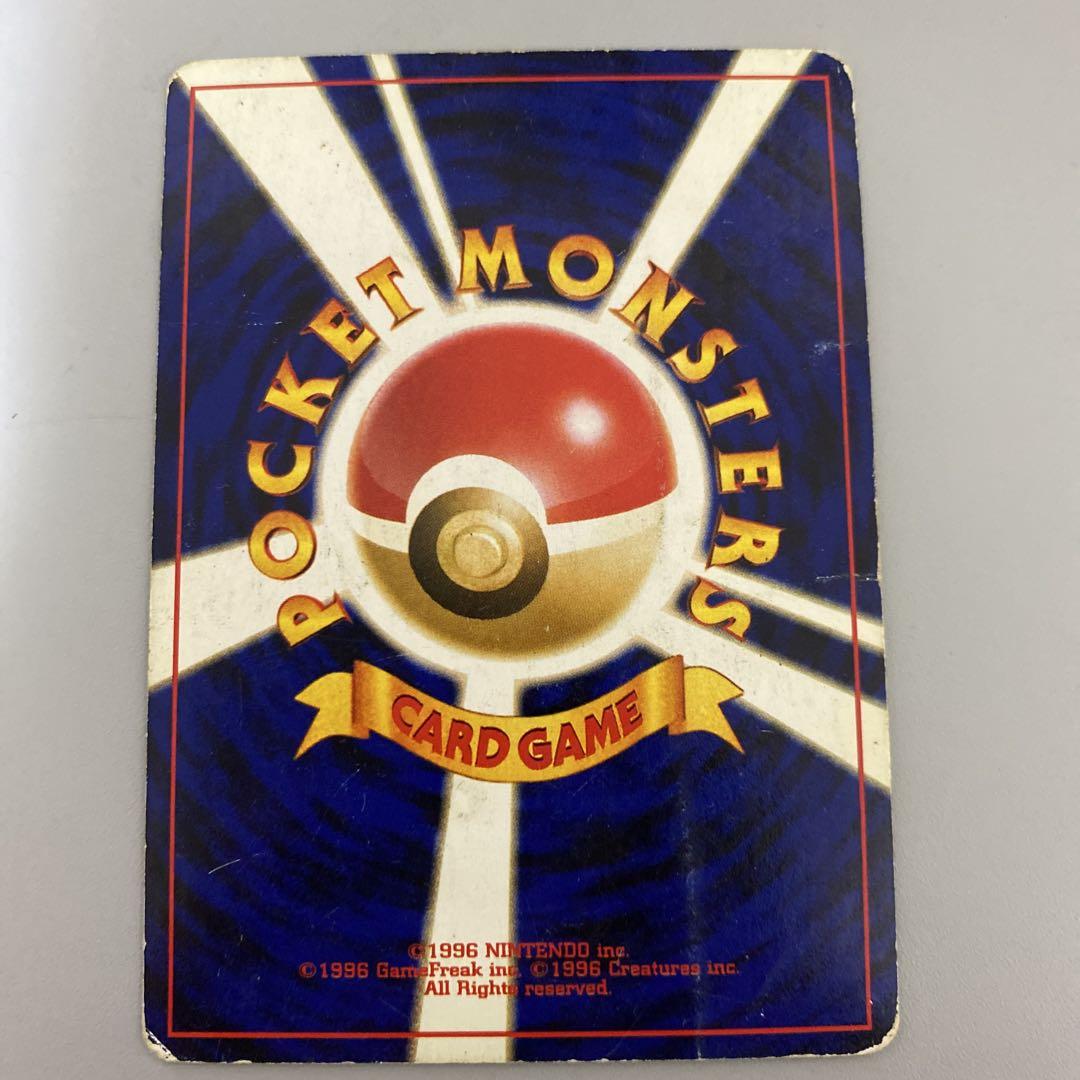 POCKET MONSTERS
CARD GAME
©1996 NINTENDO inc.
©1996 GameFreak inc. ©1996 Creatures inc.
All Rights reserved.